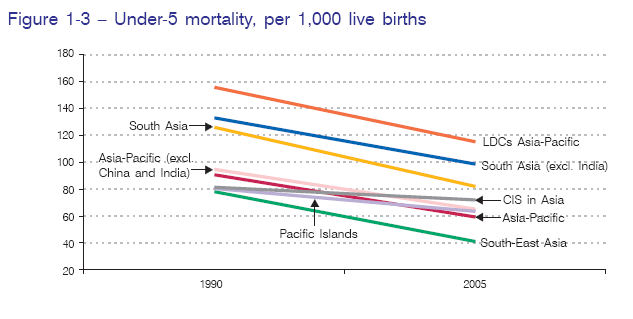 Figure 1-3 – Under-5 mortality, per 1,000 live births
180
160
140
120
100
80
60
40
20
South Asia
Asia-Pacific (excl.
China and India)
Pacific Islands
LDCs Asia-Pacific
South Asia (excl. India)
CIS in Asia
Asia-Pacific
South-East Asia
1990
2005